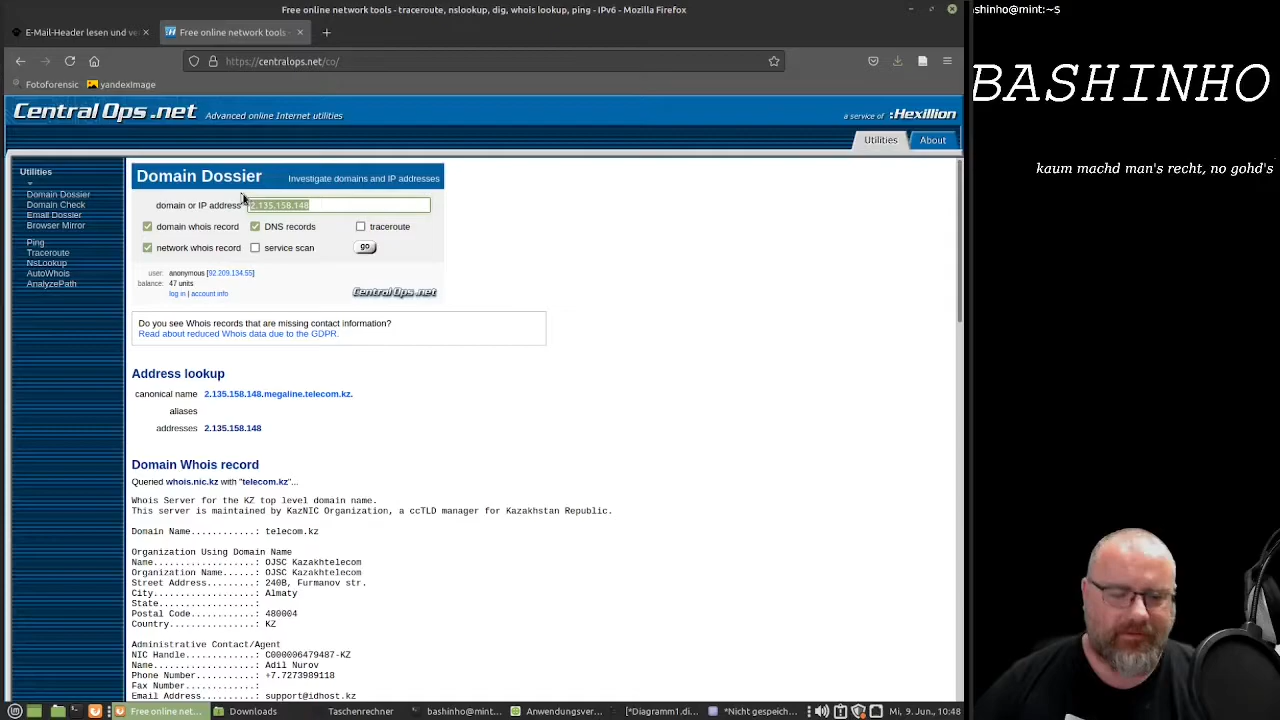 Free online network tools - traceroute, nslookup, dig, whois lookup, ping - IPv6 - Mozilla Firefox
E-Mail-Header lesen und ve
Free online network tools -
https://centralops.net/co/
Fotoforensic
yandexImage
CentralOps.net
Advanced online Internet utilities
a service of :Hexillion
Utilities
About
Utilities
Domain Dossier
Domain Check
Email Dossier
Browser Mirror
Ping
Traceroute
NsLookup
AutoWhois
AnalyzePath
Domain Dossier
Investigate domains and IP addresses
domain or IP address
2.135.158.148
domain whois record
DNS records
traceroute
network whois record
service scan
go
user: anonymous [92.209.134.55]
balance: 47 units
log in | account info
CentralOps.net
Do you see Whois records that are missing contact information?
Read about reduced Whois data due to the GDPR.
Address lookup
canonical name 2.135.158.148.megaline.telecom.kz.
aliases
addresses 2.135.158.148
Domain Whois record
Queried whois.nic.kz with "telecom.kz"...
Whois Server for the KZ top level domain name.
This server is maintained by KazNIC Organization, a ccTLD manager for Kazakhstan Republic.
Domain Name............: telecom.kz
Organization Using Domain Name
Name...................: OJSC Kazakhtelecom
Organization Name......: OJSC Kazakhtelecom
Street Address.........: 240B, Furmanov str.
City...................: Almaty
State..................:
Postal Code............: 480004
Country................: KZ
Administrative Contact/Agent
NIC Handle.............: C000006479487-KZ
Name...................: Adil Nurov
Phone Number...........: +7.7273989118
Fax Number.............:
Email Address..........: support@idhost.kz
ashinho@mint:~$
BASHINHO
kaum machd man's recht, no gohd's
Free online net...
Downloads
Taschenrechner
bashinho@mint...
Anwendungsver...
[*Diagramm1.di...
*Nicht gespeich...
Mi, 9. Jun., 10:48